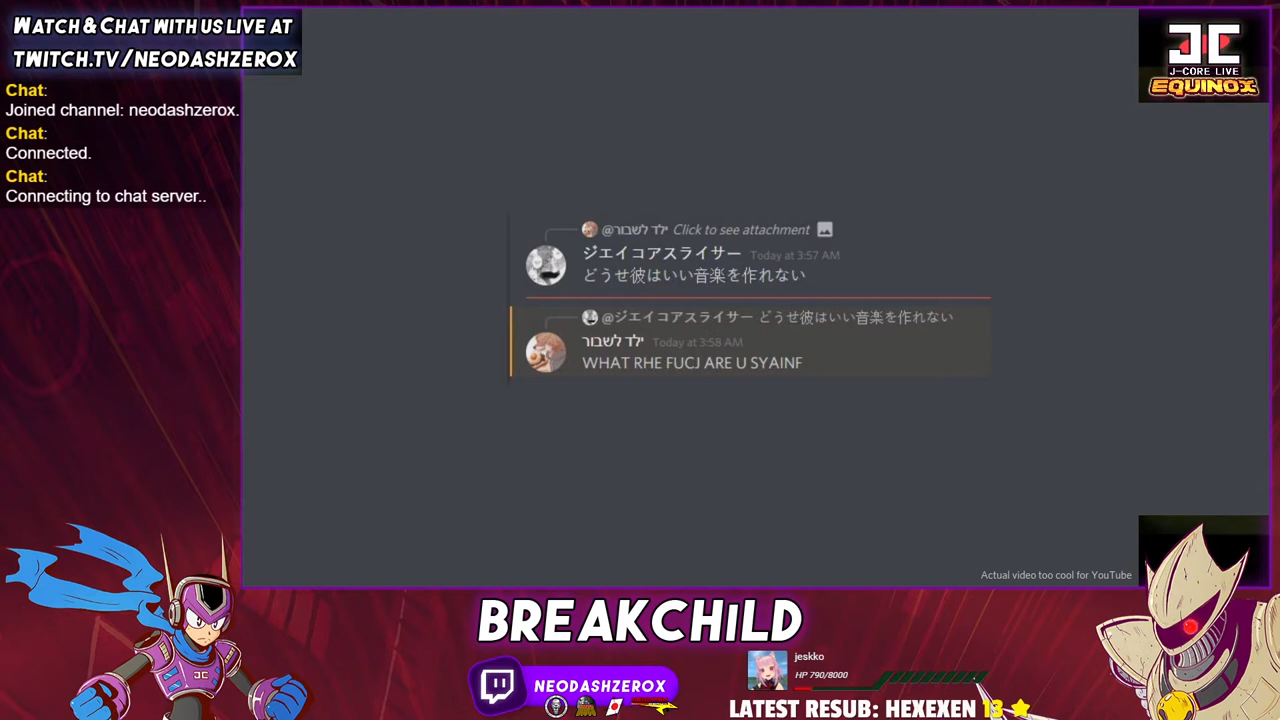 WATCH & CHAT WITH US LIVE AT
TWITCH.TV/NEODASHZEROX
Chat:
Joined channel: neodashzerox.
Chat:
Connected.
Chat:
Connecting to chat server..
JC
J-CORE LIVE
EQUINOX
@ילד לשבור Click to see attachment
ジエイコアスライサー Today at 3:57 AM
どうせ彼はいい音楽を作れない
@ジエイコアスライサー どうせ彼はいい音楽を作れない
ילד לשבור Today at 3:58 AM
WHAT RHE FUCJ ARE U SYAINF
Actual video too cool for YouTube
BREAKCHILD
NEODASHZEROX
jeskko
HP 790/8000
LATEST RESUB: HEXEXEN 13
JC